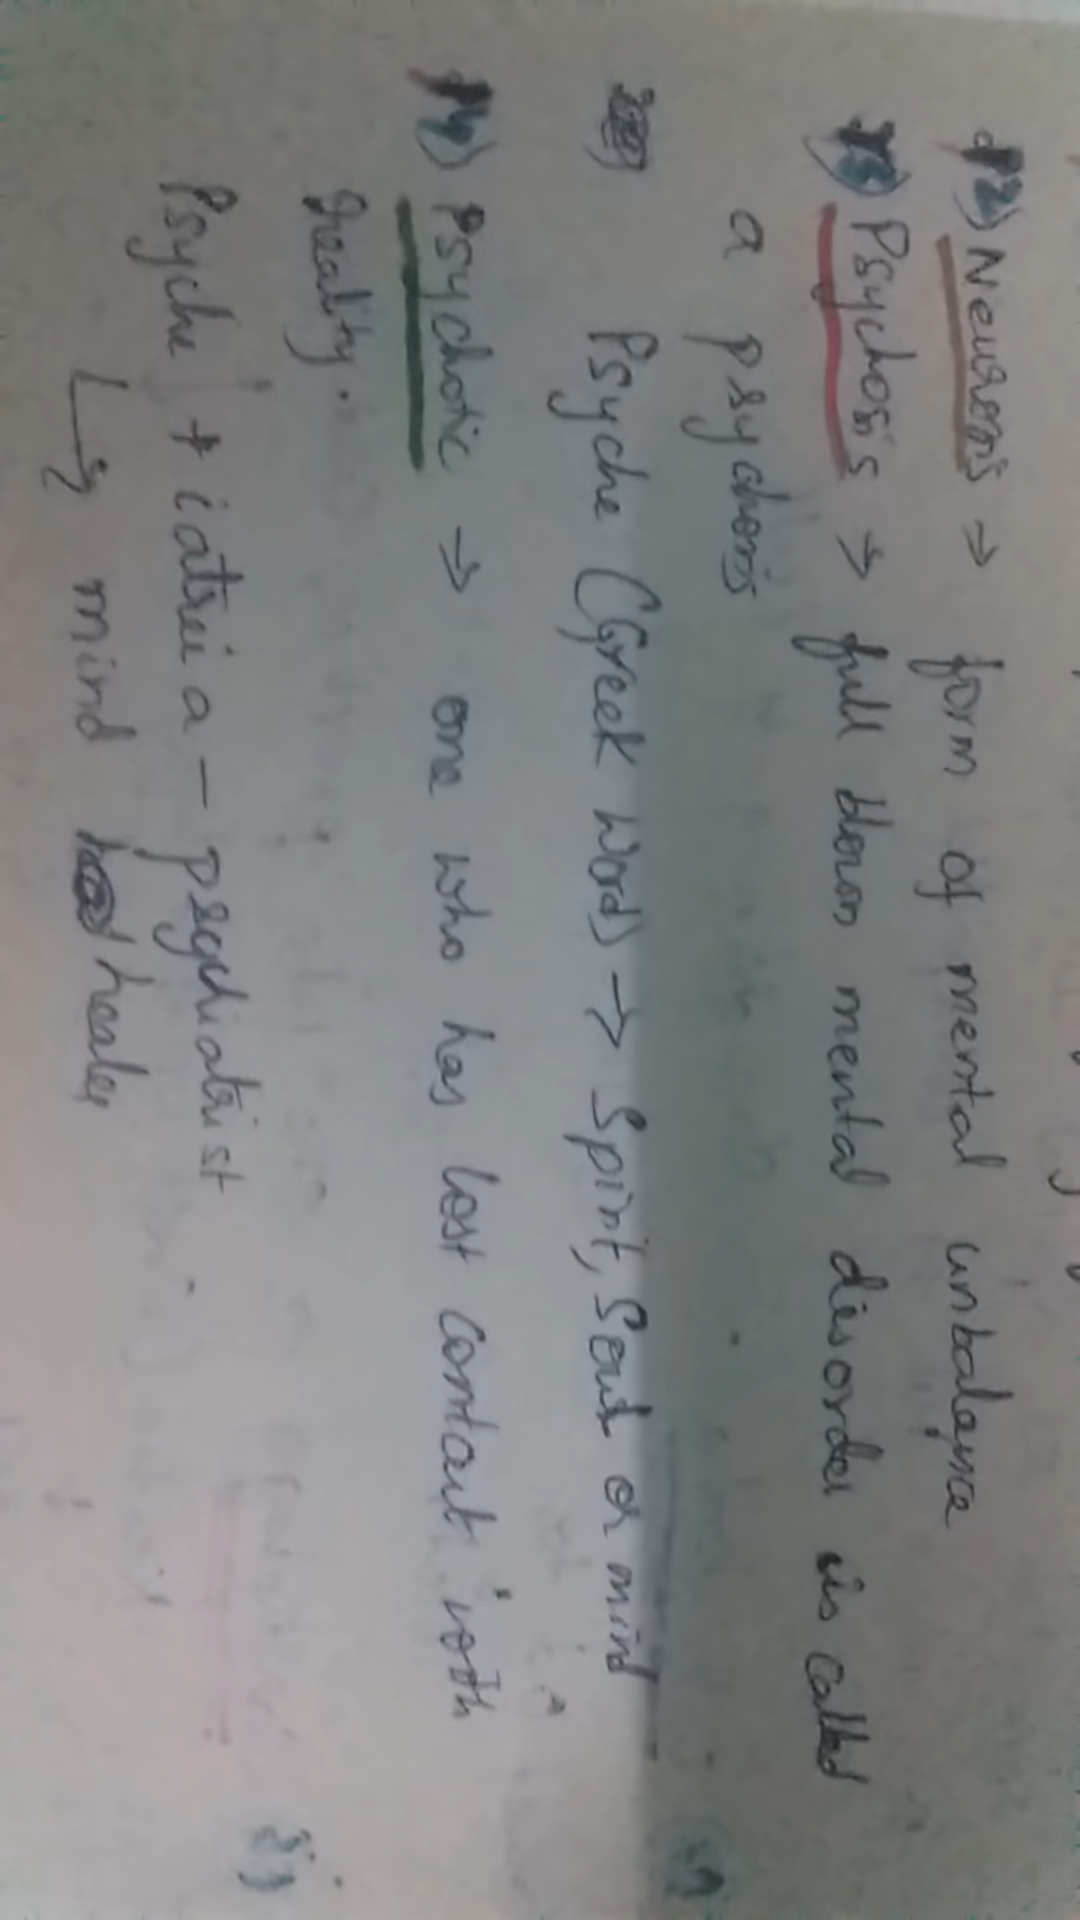 12) Neurosis → form of mental unbalance
13) Psychosis → full blown mental disorder is called
a psychosis
Psyche (Greek word) → Spirit, Soul or mind
14) Psychotic → one who has lost contact with
reality.
Psyche + iatreia - psychiatrist
↳ mind healer